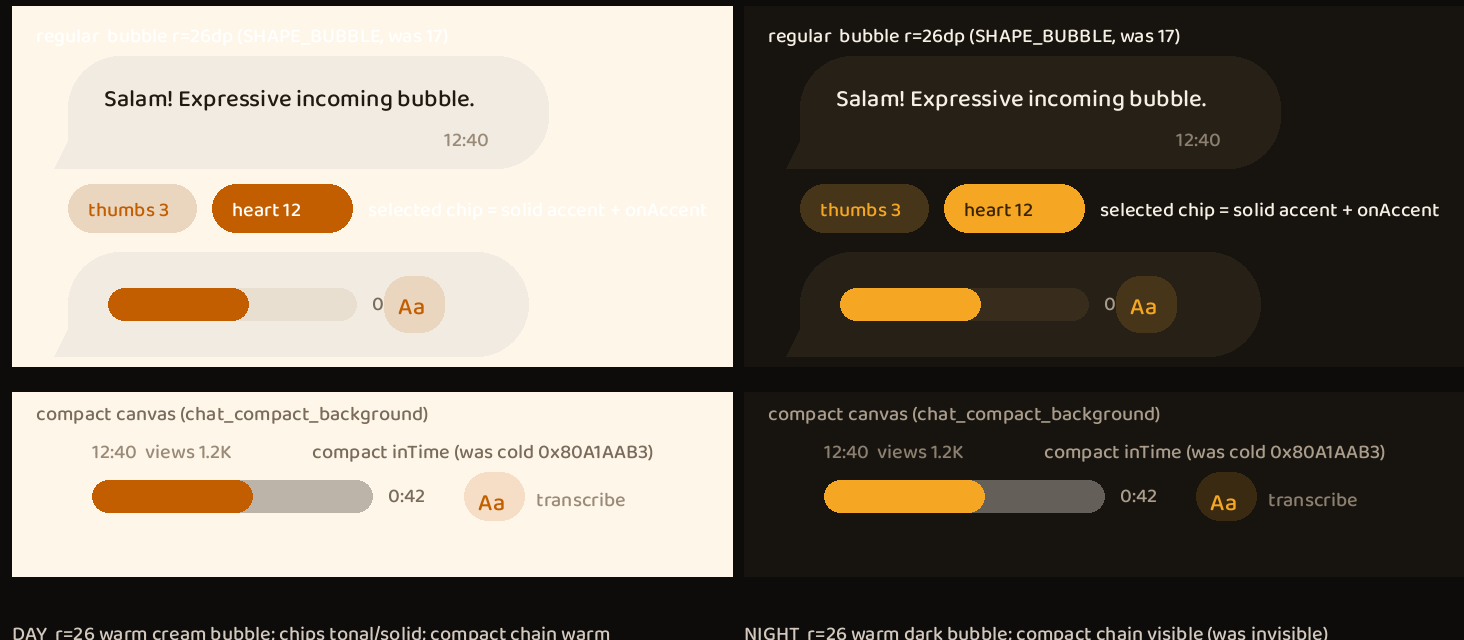 regular bubble r=26dp (SHAPE_BUBBLE, was 17)
Salam! Expressive incoming bubble.
12:40
thumbs 3
heart 12
selected chip = solid accent + onAccent
0
Aa
compact canvas (chat_compact_background)
12:40 views 1.2K
compact inTime (was cold 0x80A1AAB3)
0:42
Aa
transcribe
DAY r=26 warm cream bubble; chips tonal/solid; compact chain warm
regular bubble r=26dp (SHAPE_BUBBLE, was 17)
Salam! Expressive incoming bubble.
12:40
thumbs 3
heart 12
selected chip = solid accent + onAccent
0
Aa
compact canvas (chat_compact_background)
12:40 views 1.2K
compact inTime (was cold 0x80A1AAB3)
0:42
Aa
transcribe
NIGHT r=26 warm dark bubble; compact chain visible (was invisible)